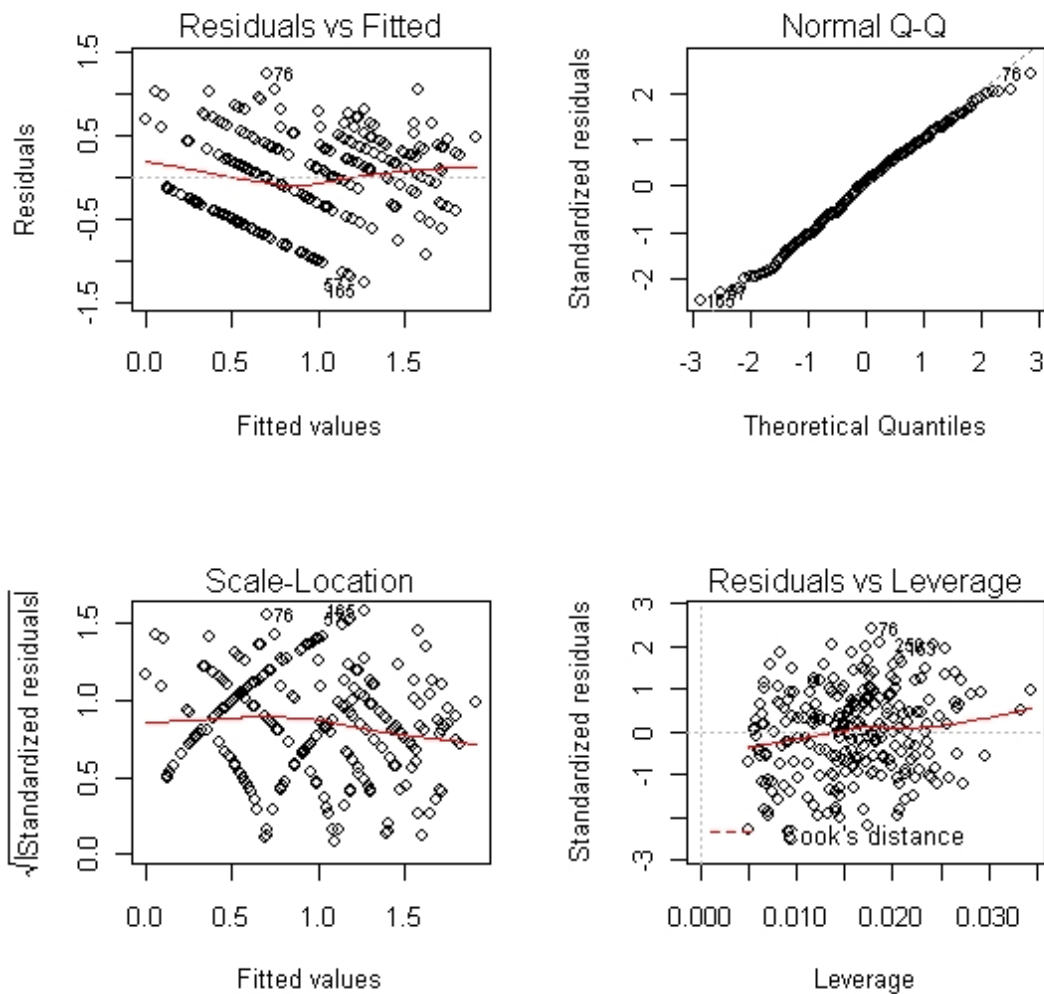 Residuals vs Fitted
Residuals
1.5
0.5
-0.5
-1.5
76
165
0.0 0.5 1.0 1.5
Fitted values
Normal Q-Q
Standardized residuals
2
1
0
-1
-2
76
165
-3 -2 -1 0 1 2 3
Theoretical Quantiles
Scale-Location
√|Standardized residuals|
1.5
1.0
0.5
0.0
76
165
0.0 0.5 1.0 1.5
Fitted values
Residuals vs Leverage
Standardized residuals
3
2
1
0
-1
-3
76
163
Cook's distance
0.000 0.010 0.020 0.030
Leverage